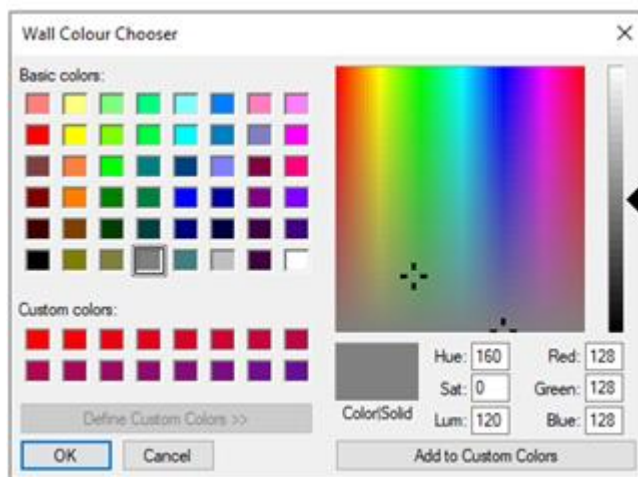 Wall Colour Chooser
Basic colors:
Custom colors:
Define Custom Colors >>
OK Cancel
Color|Solid
Hue: 160 Red: 128
Sat: 0 Green: 128
Lum: 120 Blue: 128
Add to Custom Colors